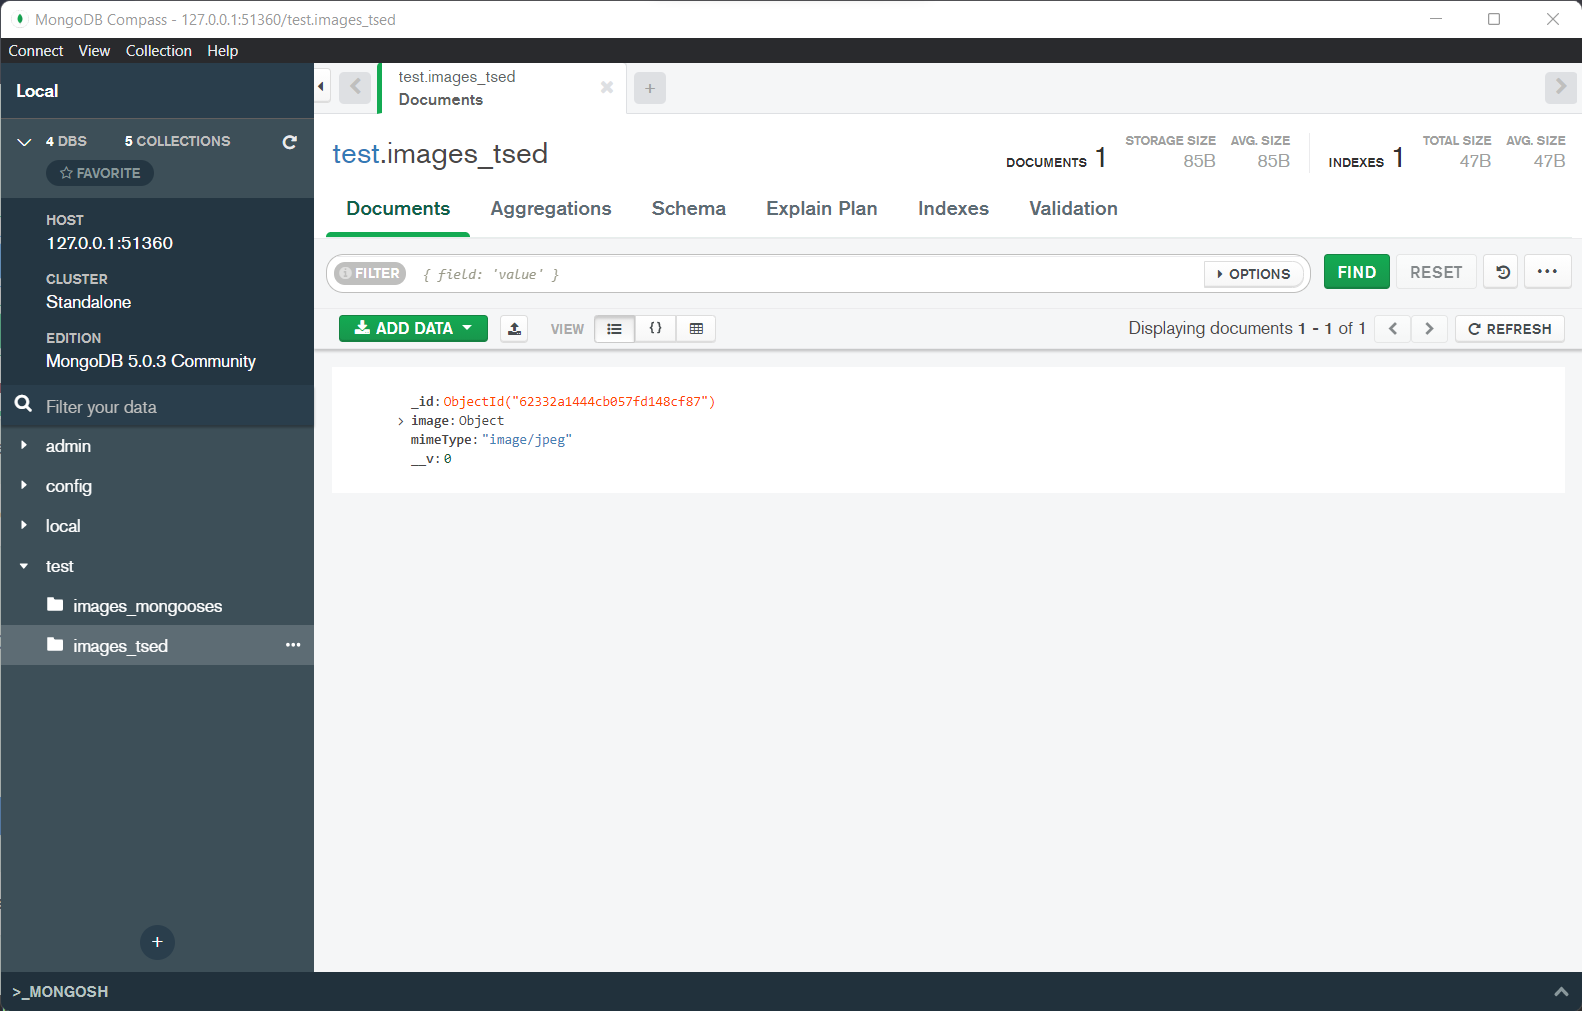 MongoDB Compass - 127.0.0.1:51360/test.images_tsed
Connect View Collection Help
Local
4 DBS 5 COLLECTIONS
FAVORITE
HOST
127.0.0.1:51360
CLUSTER
Standalone
EDITION
MongoDB 5.0.3 Community
Filter your data
admin
config
local
test
images_mongooses
images_tsed
test.images_tsed
Documents
test.images_tsed
DOCUMENTS 1
STORAGE SIZE
85B
AVG. SIZE
85B
INDEXES 1
TOTAL SIZE
47B
AVG. SIZE
47B
Documents Aggregations Schema Explain Plan Indexes Validation
FILTER { field: 'value' } OPTIONS FIND RESET
ADD DATA VIEW {} Displaying documents 1 - 1 of 1 REFRESH
_id:ObjectId("62332a1444cb057fd148cf87")
image:Object
mimeType:"image/jpeg"
__v:0
>_MONGOSH